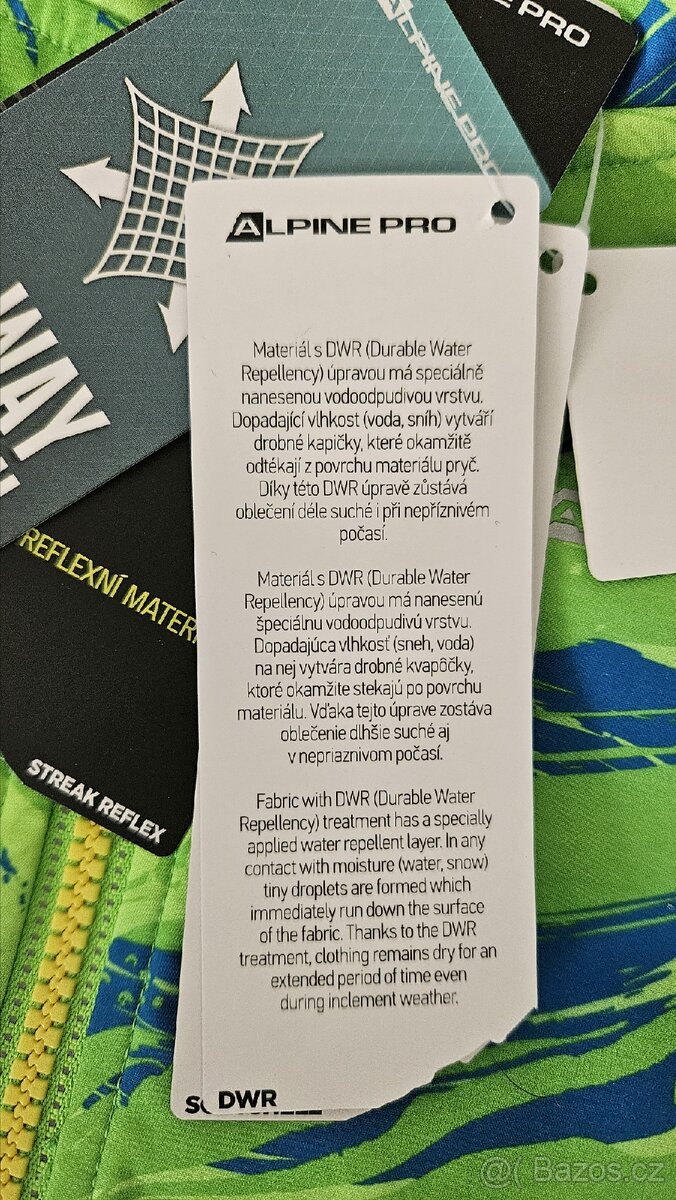 PRO
ALPINE PRO
ALPINE PRO
WAY
REFLEXNÍ
STREAK REFLEX
Materiál s DWR (Durable Water
Repellency) úpravou má speciálně
nanesenou vodoodpudivou vrstvu.
Dopadající vlhkost (voda, sníh) vytváří
drobné kapičky, které okamžitě
odtékají z povrchu materiálu pryč.
Díky této DWR úpravě zůstává
oblečení déle suché i při nepříznivém
počasí.
Materiál s DWR (Durable Water
Repellency) úpravou má nanesenú
špeciálnu vodoodpudivú vrstvu.
Dopadajúca vlhkosť (sneh, voda)
na nej vytvára drobné kvapôčky,
ktoré okamžite stekajú po povrchu
materiálu. Vďaka tejto úprave zostáva
oblečenie dlhšie suché aj
v nepriaznivom počasí.
Fabric with DWR (Durable Water
Repellency) treatment has a specially
applied water repellent layer. In any
contact with moisture (water, snow)
tiny droplets are formed which
immediately run down the surface
of the fabric. Thanks to the DWR
treatment, clothing remains dry for an
extended period of time even
during inclement weather.
DWR
@( Bazos.cz